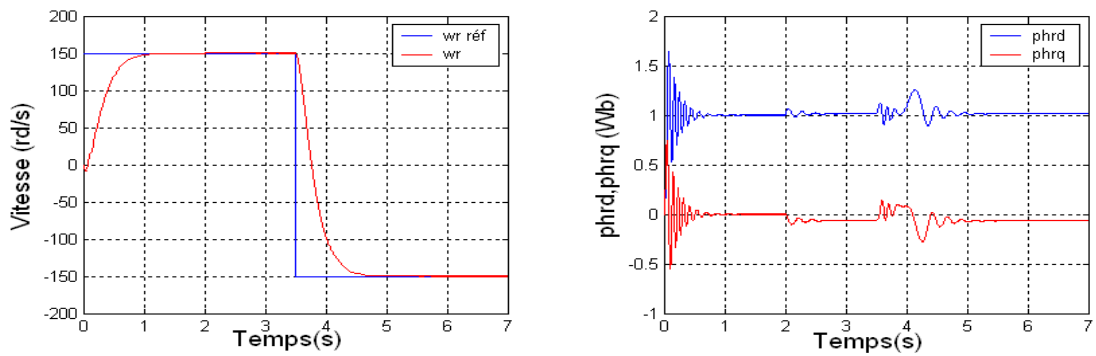 200
150
100
50
0
-50
-100
-150
-200
0 1 2 3 4 5 6 7
Vitesse (rd/s)
Temps(s)
wr réf
wr
2
1.5
1
0.5
0
-0.5
-1
0 1 2 3 4 5 6 7
phrd,phrq (Wb)
Temps(s)
phrd
phrq